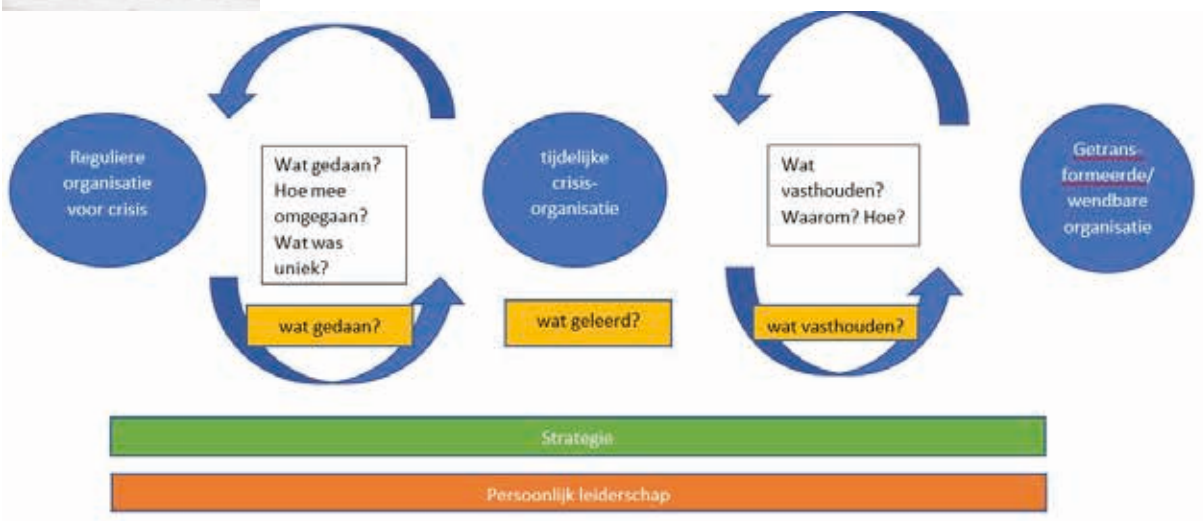 Reguliere
organisatie
voor crisis
Wat gedaan?
Hoe mee
omgegaan?
Wat was
uniek?
wat gedaan?
tijdelijke
crisis-
organisatie
wat geleerd?
Wat
vasthouden?
Waarom? Hoe?
wat vasthouden?
Getrans-
formeerde/
wendbare
organisatie
Strategie
Persoonlijk leiderschap